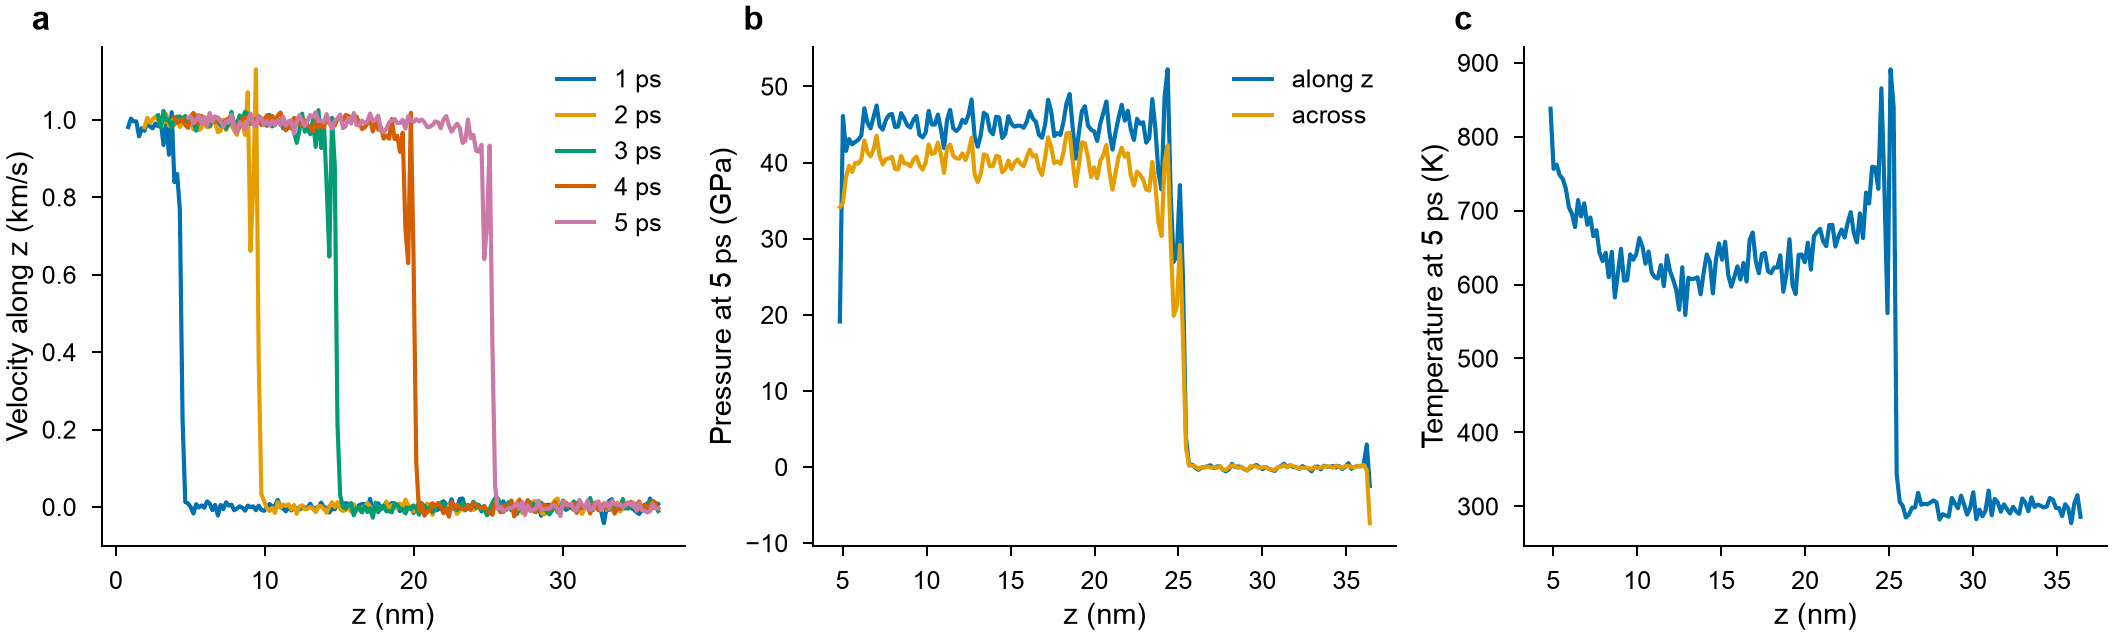 a
Velocity along z (km/s)
1.0
0.8
0.6
0.4
0.2
0.0
0
10
20
30
z (nm)
1 ps
2 ps
3 ps
4 ps
5 ps
b
Pressure at 5 ps (GPa)
50
40
30
20
10
0
−10
5
10
15
20
25
30
35
z (nm)
along z
across
c
Temperature at 5 ps (K)
900
800
700
600
500
400
300
5
10
15
20
25
30
35
z (nm)